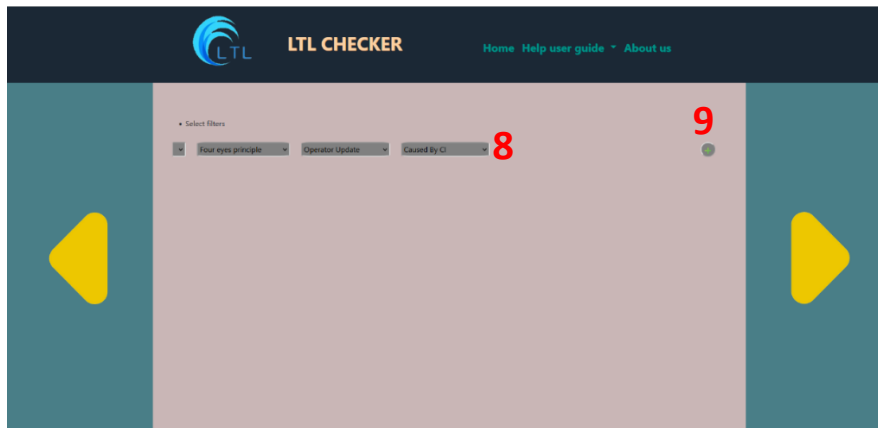 LTL
LTL CHECKER
Home Help user guide About us
9
• Select filters
Four eyes principle Operator Update Caused By CI 8